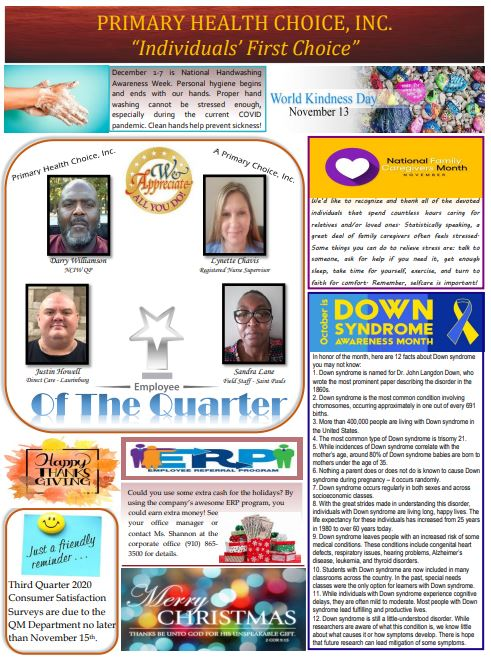 PRIMARY HEALTH CHOICE, INC.
“Individuals’ First Choice”
December 1-7 is National Handwashing
Awareness Week. Personal hygiene begins
and ends with our hands. Proper hand
washing cannot be stressed enough,
especially during the current COVID
pandemic. Clean hands help prevent sickness!
World Kindness Day
November 13
Primary Health Choice, Inc.
A Primary Choice, Inc.
We
Appreciate
ALL YOU DO!
Darry Williamson
NCIW QP
Lynette Chavis
Registered Nurse Supervisor
Justin Howell
Direct Care - Laurinburg
Sandra Lane
Field Staff - Saint Pauls
Employee
Of The Quarter
National Family
Caregivers Month
NOVEMBER
We'd like to recognize and thank all of the devoted
individuals that spend countless hours caring for
relatives and/or loved ones. Statistically speaking, a
great deal of family caregivers often feels stressed.
Some things you can do to relieve stress are: talk to
someone, ask for help if you need it, get enough
sleep, take time for yourself, exercise, and turn to
faith for comfort. Remember, selfcare is important!
October is
DOWN
SYNDROME
AWARENESS MONTH
In honor of the month, here are 12 facts about Down syndrome
you may not know:
1. Down syndrome is named for Dr. John Langdon Down, who
wrote the most prominent paper describing the disorder in the
1860s.
2. Down syndrome is the most common condition involving
chromosomes, occurring approximately in one out of every 691
births.
3. More than 400,000 people are living with Down syndrome in
the United States.
4. The most common type of Down syndrome is trisomy 21.
5. While incidences of Down syndrome correlate with the
mother's age, around 80% of Down syndrome babies are born to
mothers under the age of 35.
6. Nothing a parent does or does not do is known to cause Down
syndrome during pregnancy – it occurs randomly.
7. Down syndrome occurs regularly in both sexes and across
socioeconomic classes.
8. With the great strides made in understanding this disorder,
individuals with Down syndrome are living long, happy lives. The
life expectancy for these individuals has increased from 25 years
in 1980 to over 60 years today.
9. Down syndrome leaves people with an increased risk of some
medical conditions. These conditions include congenital heart
defects, respiratory issues, hearing problems, Alzheimer's
disease, leukemia, and thyroid disorders.
10. Students with Down syndrome are now included in many
classrooms across the country. In the past, special needs
classes were the only option for learners with Down syndrome.
11. While individuals with Down syndrome experience cognitive
delays, they are often mild to moderate. Most people with Down
syndrome lead fulfilling and productive lives.
12. Down syndrome is still a little-understood disorder. While
researchers are aware of what this condition is, we know little
about what causes it or how symptoms develop. There is hope
that future research can lead mitigation of some symptoms.
Happy
THANKS
GIVING
ERP
EMPLOYEE REFERRAL PROGRAM
Could you use some extra cash for the holidays? By
using the company's awesome ERP program, you
could earn extra money! See
your office manager or
contact Ms. Shannon at the
corporate office (910) 865-
3500 for details.
Just a friendly
reminder . . .
Third Quarter 2020
Consumer Satisfaction
Surveys are due to the
QM Department no later
than November 15th.
Merry
CHRISTMAS
THANKS BE UNTO GOD FOR HIS UNSPEAKABLE GIFT.
2 COR 9:15